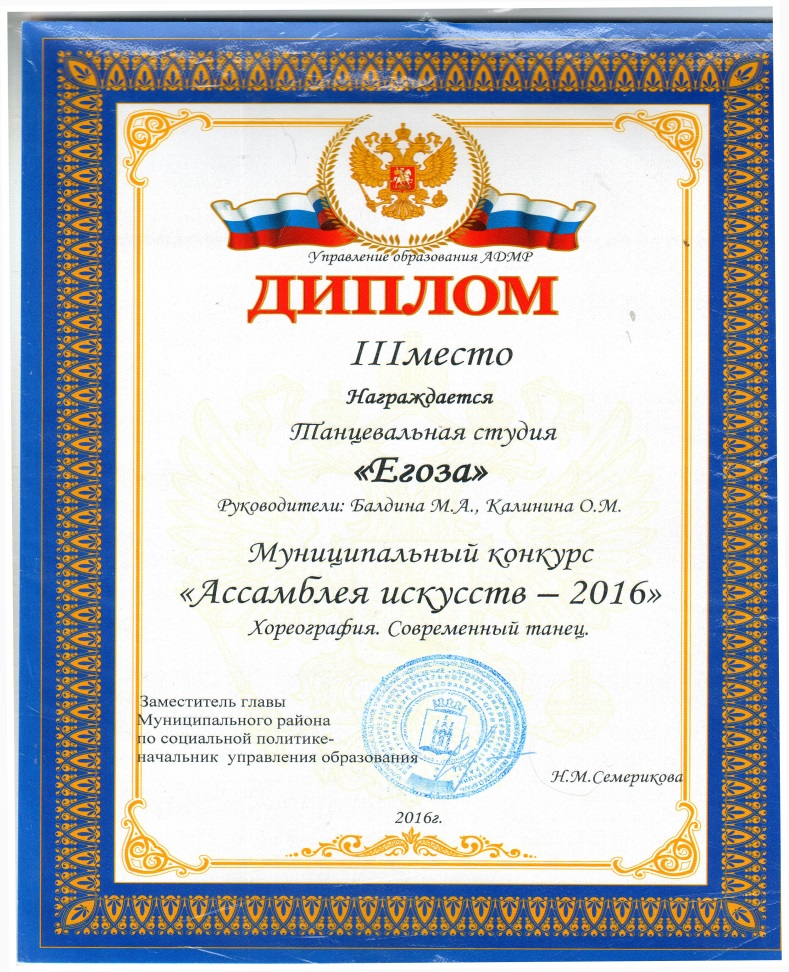 Управление образования АДМР
ДИПЛОМ
IIIместо
Награждается
Танцевальная студия
«Егоза»
Руководители: Балдина М.А., Калинина О.М.
Муниципальный конкурс
«Ассамблея искусств – 2016»
Хореография. Современный танец.
Заместитель главы
Муниципального района
по социальной политике-
начальник управления образования
Н.М.Семерикова
2016г.